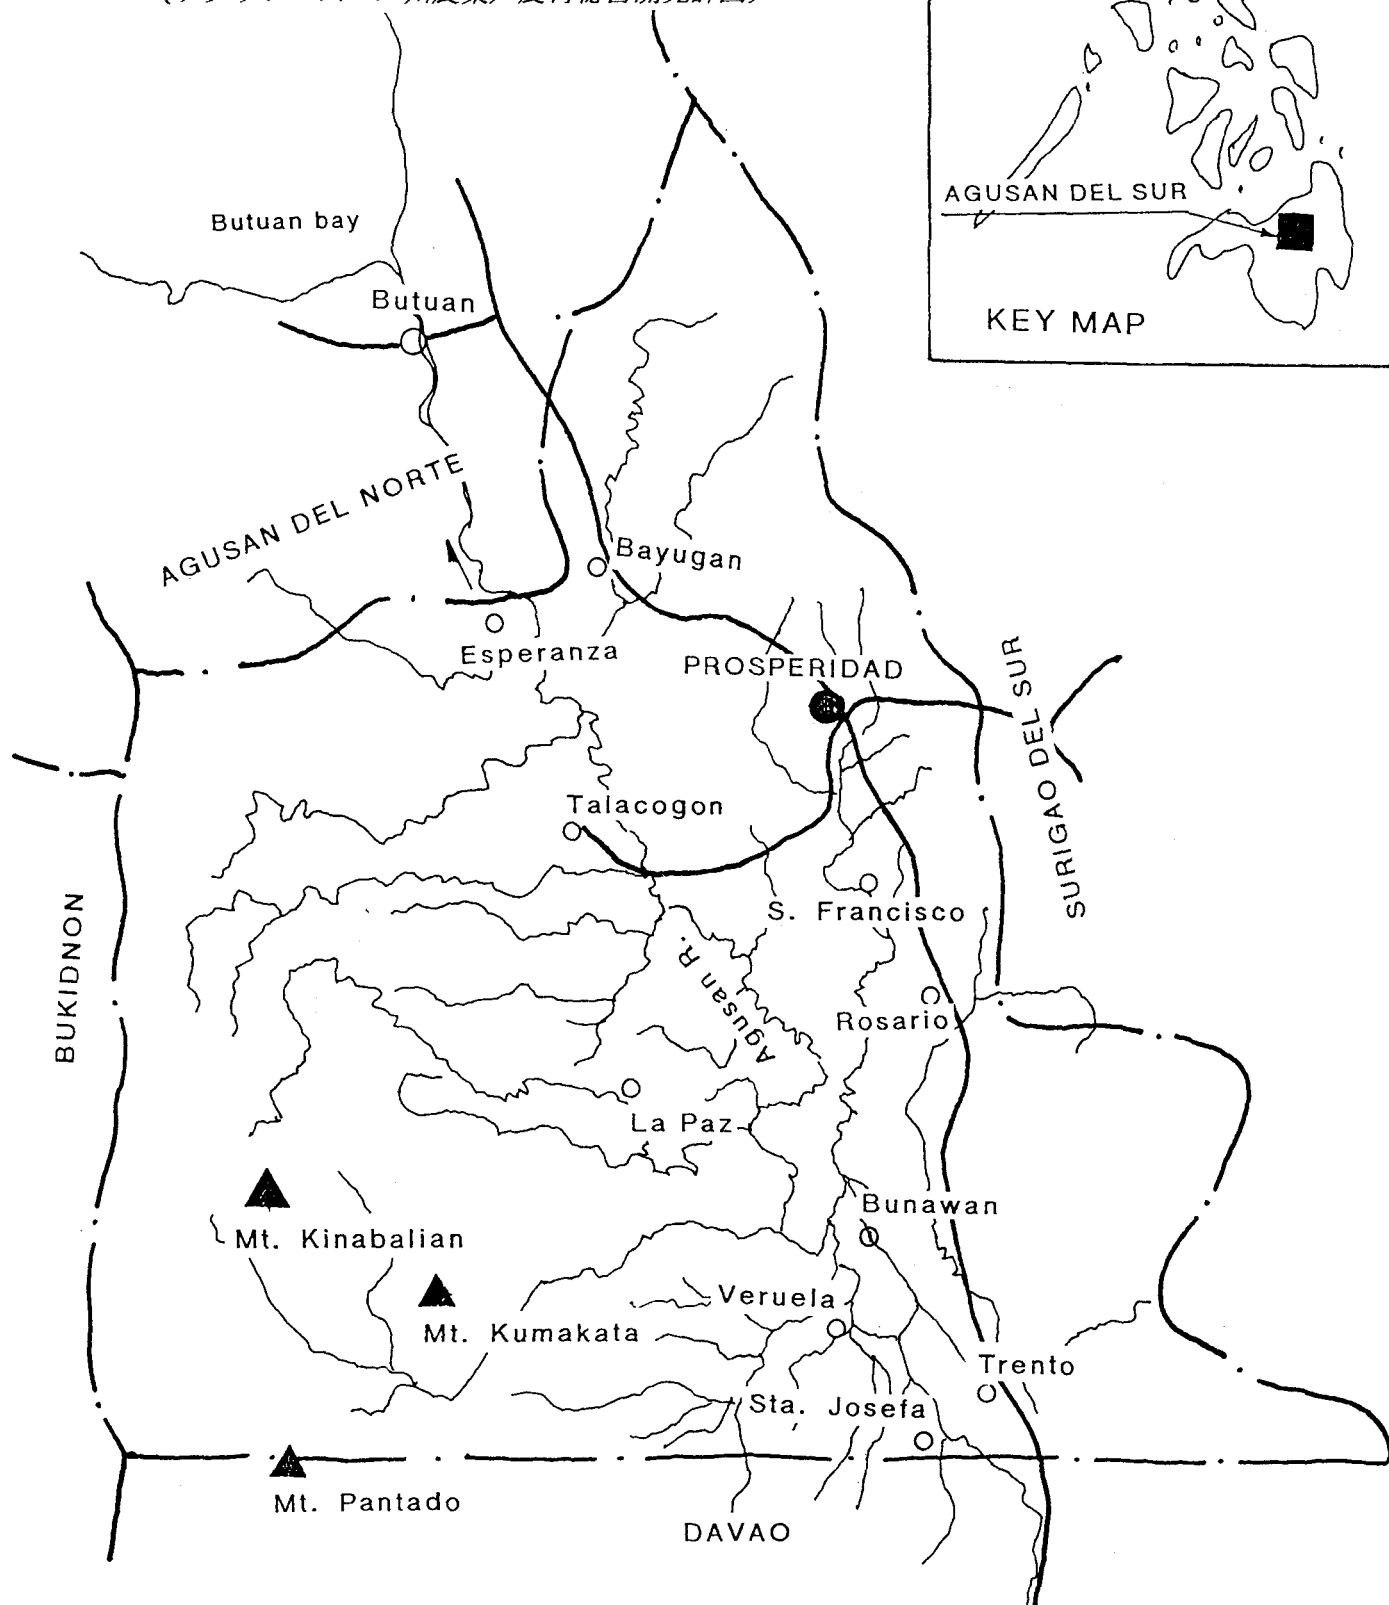 AGUSAN DEL SUR
KEY MAP
Butuan bay
Butuan
AGUSAN DEL NORTE
Bayugan
Esperanza
PROSPERIDAD
SURIGAO DEL SUR
Talacogon
S. Francisco
BUKIDNON
Agusan R.
Rosario
La Paz
Bunawan
Mt. Kinabalian
Veruela
Mt. Kumakata
Trento
Sta. Josefa
Mt. Pantado
DAVAO